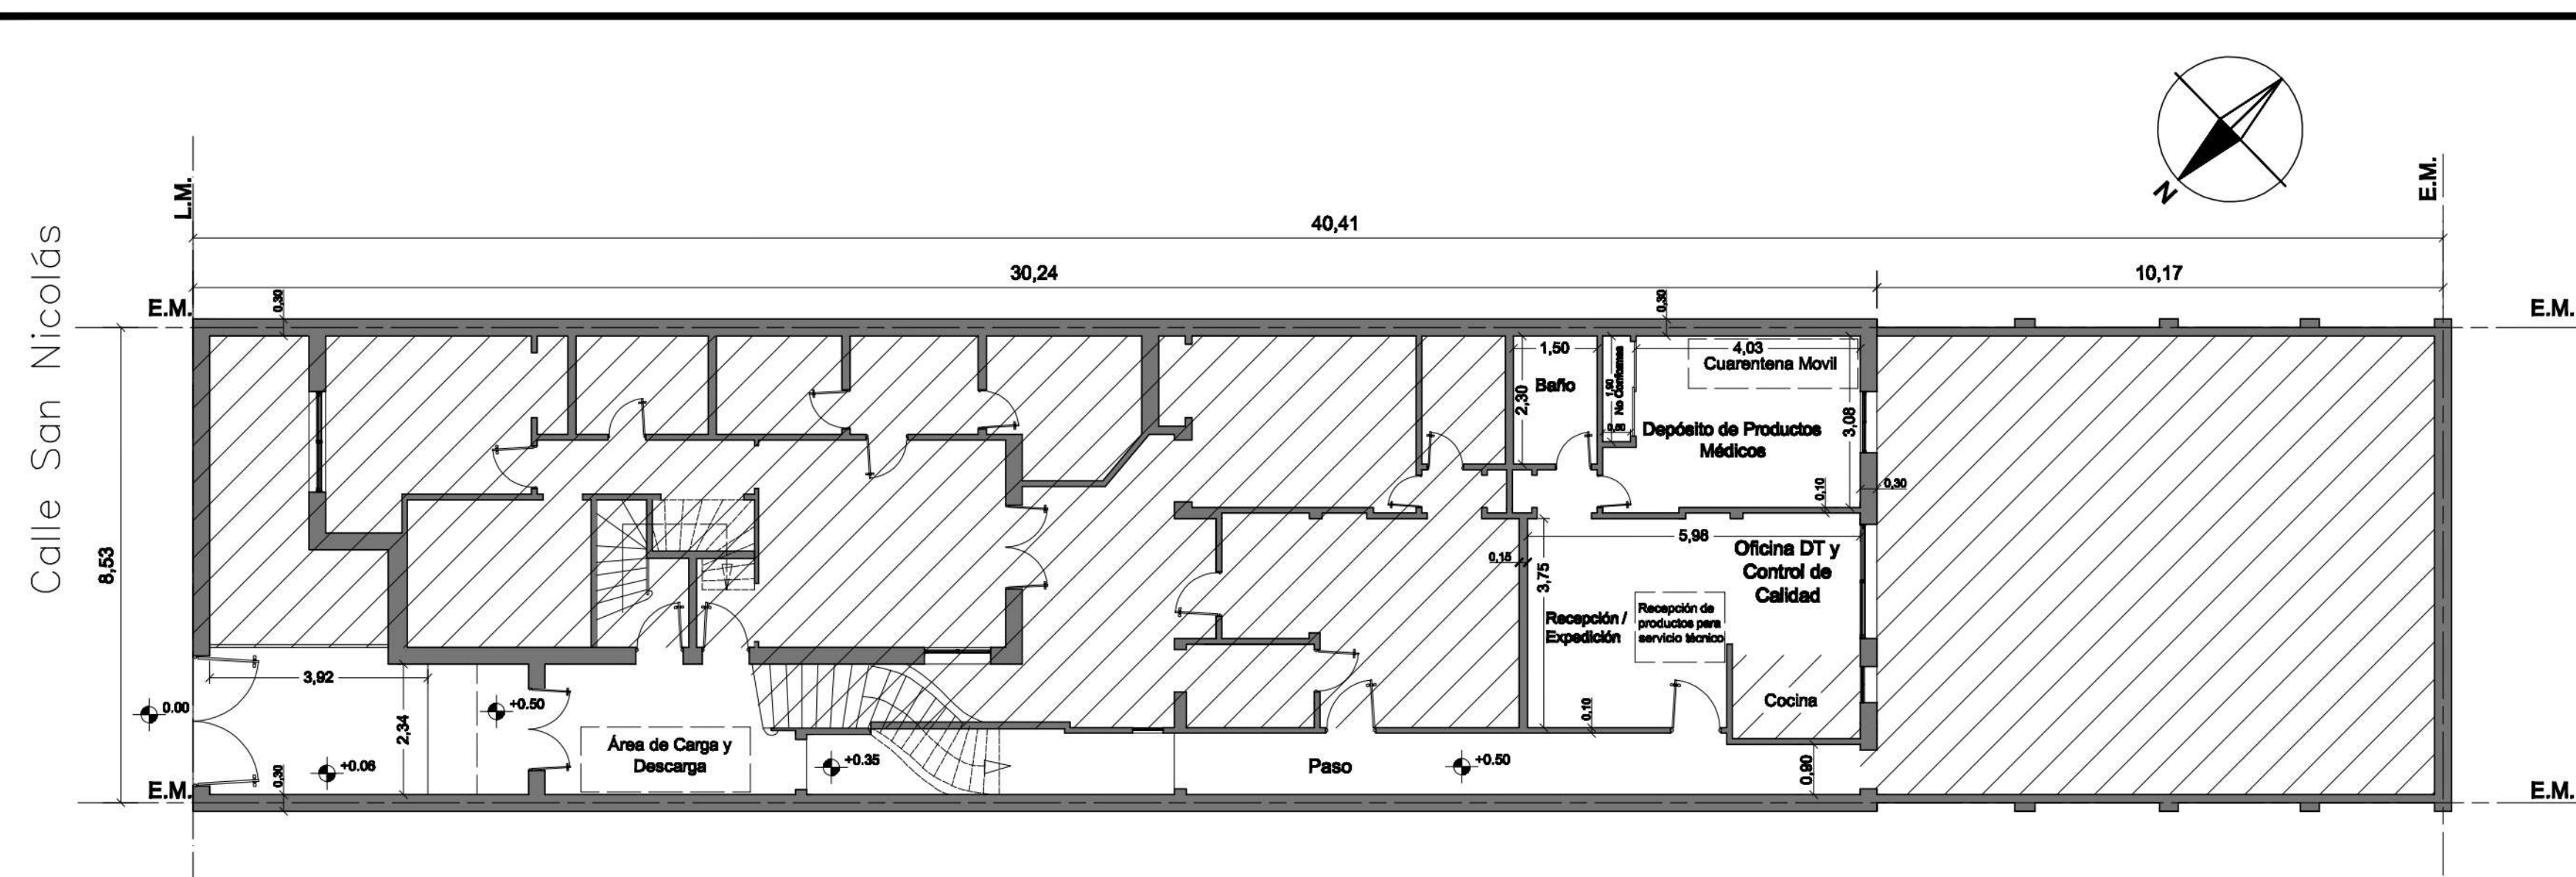 N
L.M.
E.M.
40,41
30,24
10,17
Calle San Nicolás
E.M.
0,30
0,30
E.M.
8,53
1,50
4,03
Cuarentena Movil
Baño
2,30
1,90
No Conformes
0,60
Depósito de Productos
Médicos
3,08
0,10
0,30
5,98
0,15
3,75
Oficina DT y
Control de
Calidad
Recepción /
Expedición
Recepción de
productos para
servicio técnico
3,92
0.00
+0.50
2,34
Cocina
0,10
Área de Carga y
Descarga
+0.06
+0.35
Paso
+0.50
0,90
0,30
E.M.
E.M.